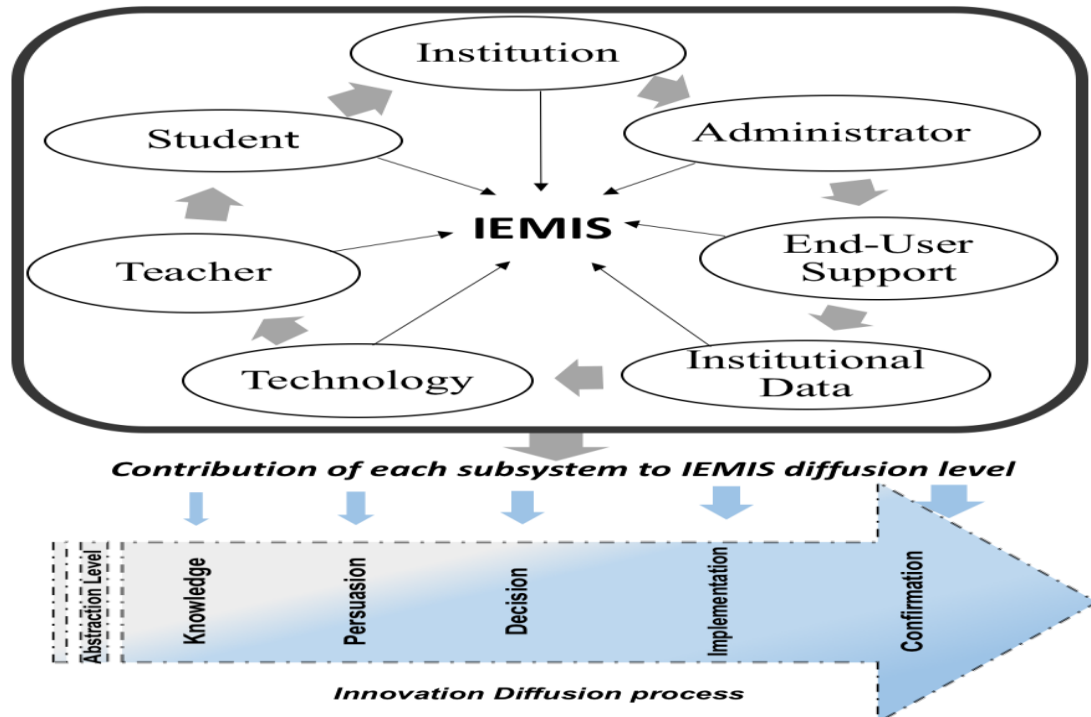 Institution
Student
Administrator
IEMIS
Teacher
End-User
Support
Technology
Institutional
Data
Contribution of each subsystem to IEMIS diffusion level
Abstraction Level
Knowledge
Persuasion
Decision
Implementation
Confirmation
Innovation Diffusion process